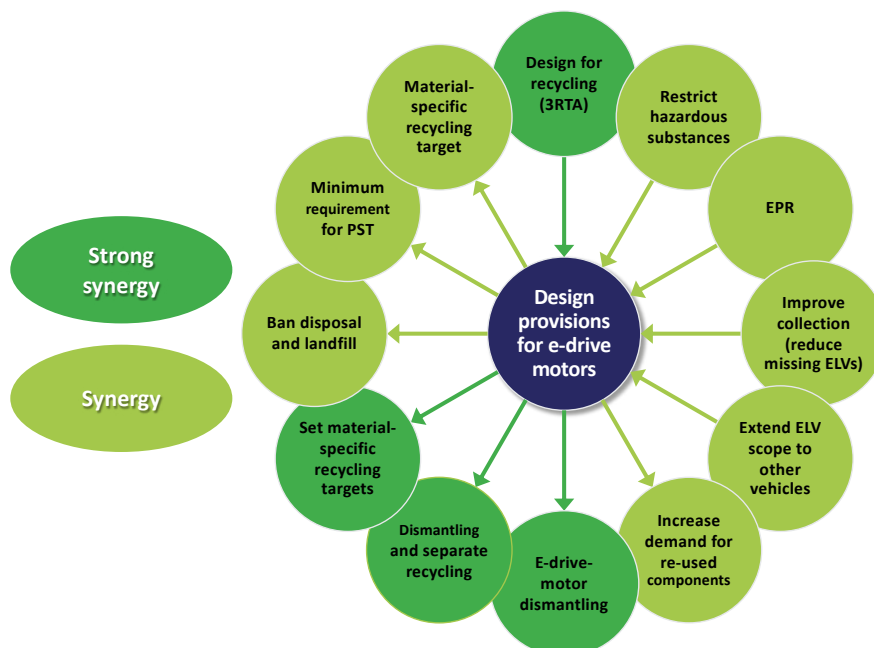 Design for
recycling
(3RTA)
Restrict
hazardous
substances
EPR
Improve
collection
(reduce
missing ELVs)
Extend ELV
scope to
other
vehicles
Increase
demand for
re-used
components
E-drive-
motor
dismantling
Dismantling
and separate
recycling
Set material-
specific
recycling
targets
Ban disposal
and landfill
Minimum
requirement
for PST
Material-
specific
recycling
target
Design
provisions
for e-drive
motors
Strong
synergy
Synergy